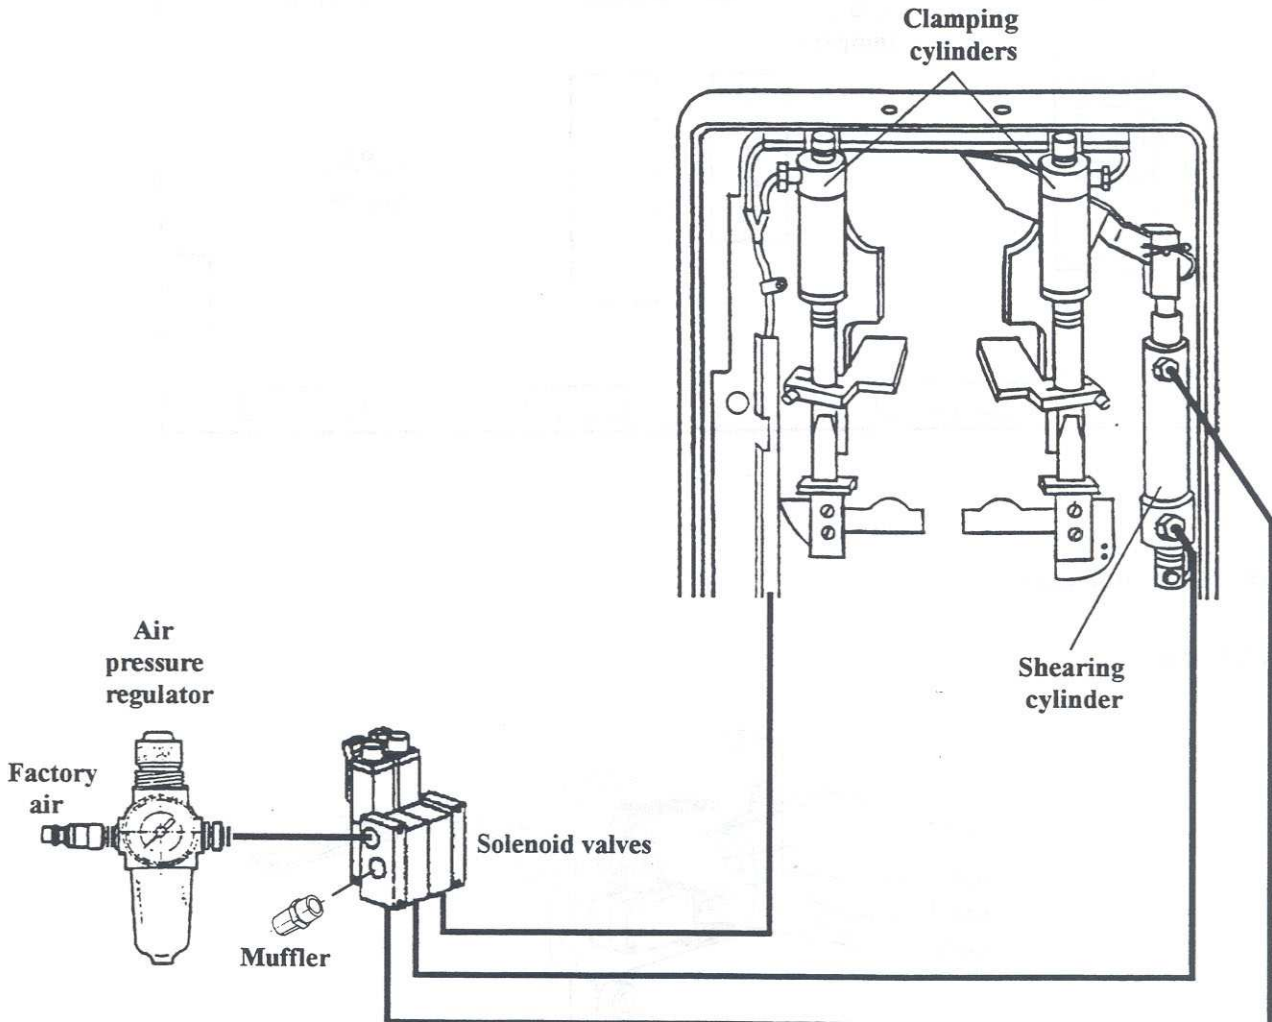 Clamping
cylinders
Shearing
cylinder
Air
pressure
regulator
Factory
air
Solenoid valves
Muffler